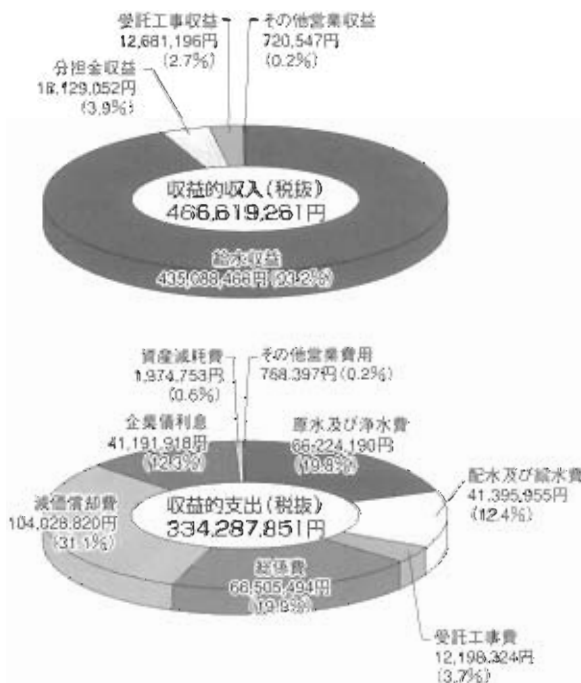 受託工事収益
12,681,196円
(2.7%)
その他営業収益
720,547円
(0.2%)
分担金収益
18,129,052円
(3.9%)
収益的収入(税抜)
466,619,261円
給水収益
435,088,466円(93.2%)
資産減耗費
1,974,753円
(0.6%)
その他営業費用
768,397円(0.2%)
企業債利息
41,191,918円
(12.3%)
原水及び浄水費
66,224,190円
(19.8%)
配水及び給水費
41,395,955円
(12.4%)
減価償却費
104,028,820円
(31.1%)
収益的支出(税抜)
334,287,851円
総係費
66,505,494円
(19.9%)
受託工事費
12,198,324円
(3.7%)